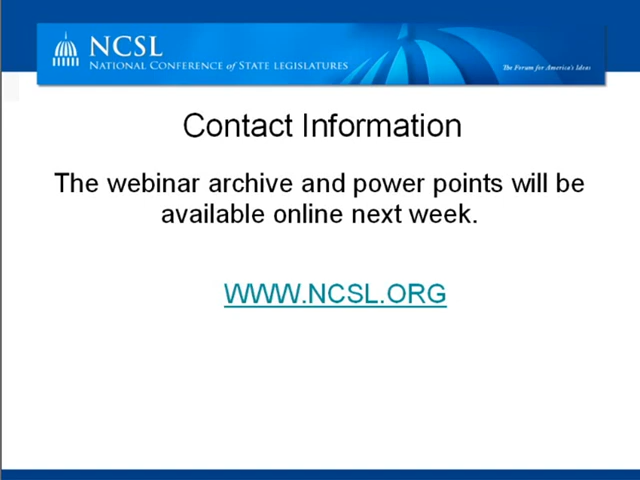 NCSL
NATIONAL CONFERENCE of STATE LEGISLATURES
The Forum for America's Ideas
Contact Information
The webinar archive and power points will be
available online next week.
WWW.NCSL.ORG